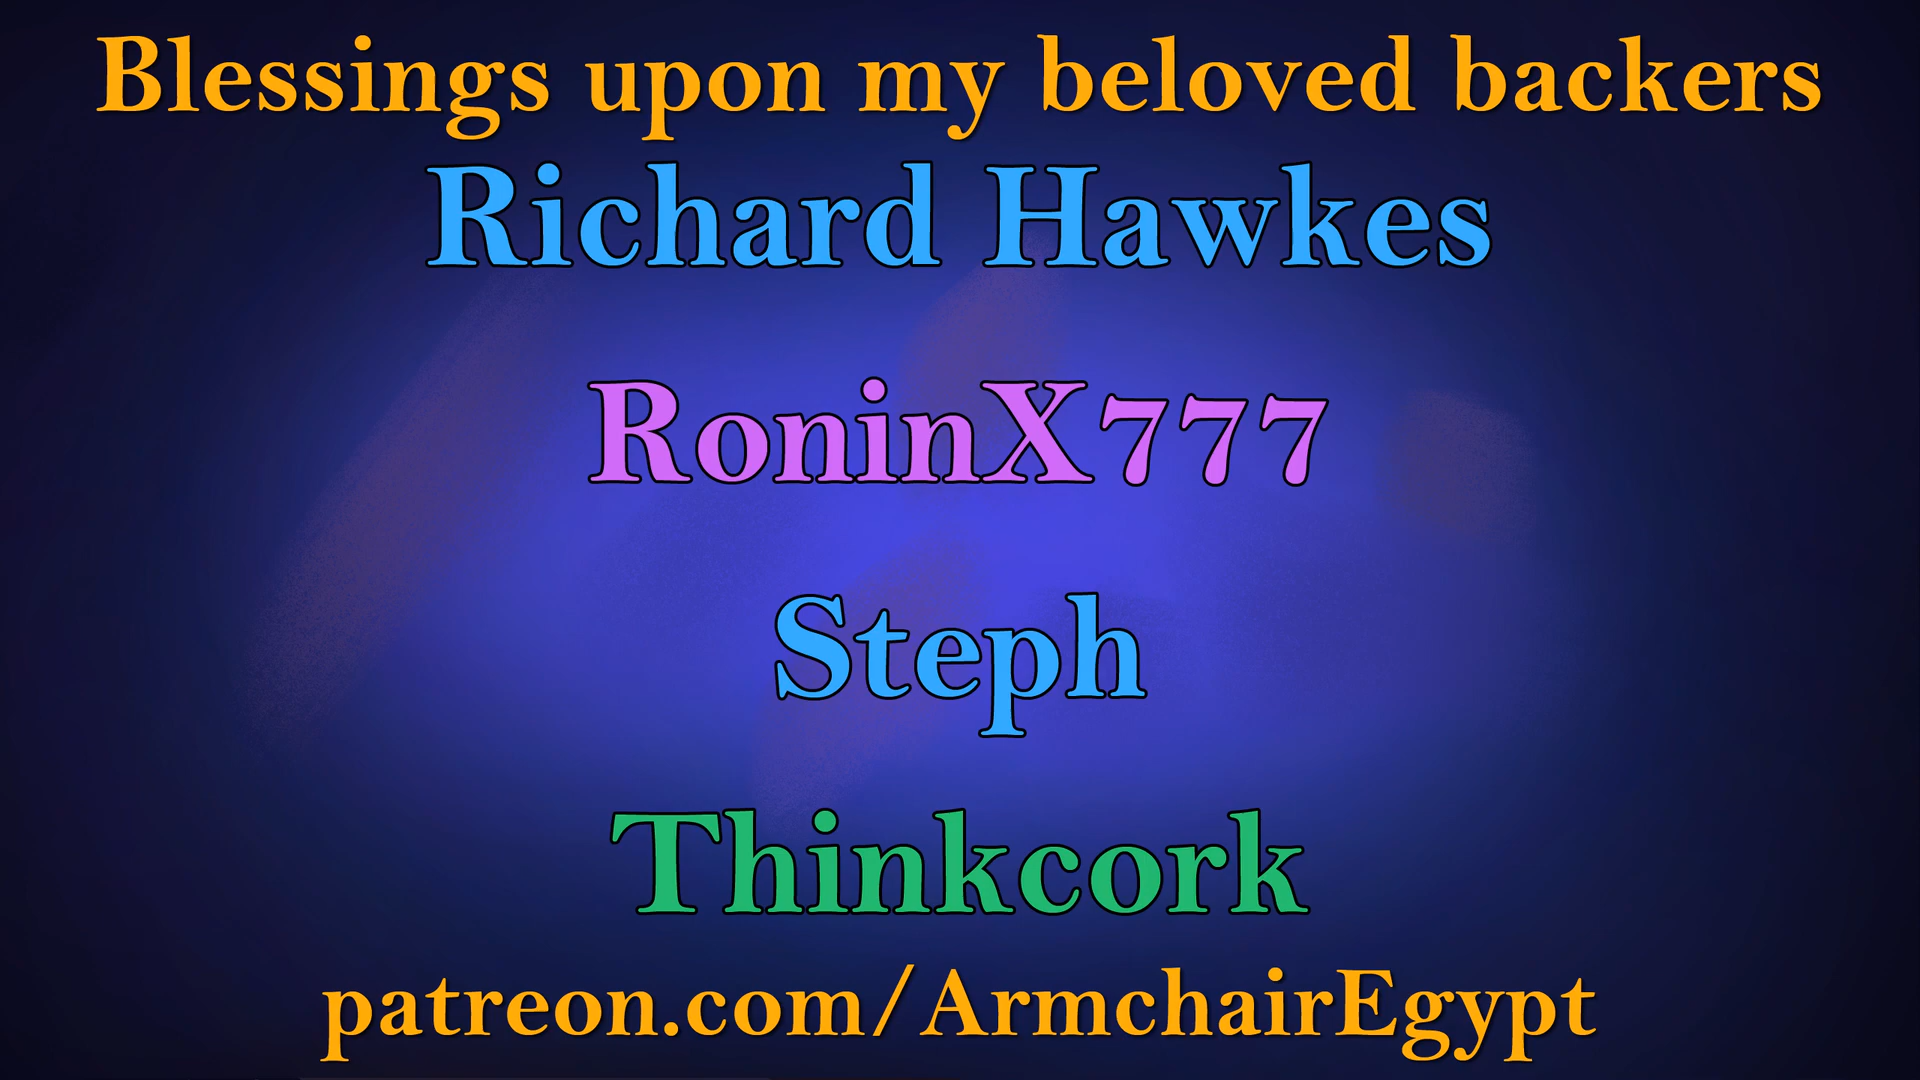 Blessings upon my beloved backers
Richard Hawkes
RoninX777
Steph
Thinkcork
patreon.com/ArmchairEgypt